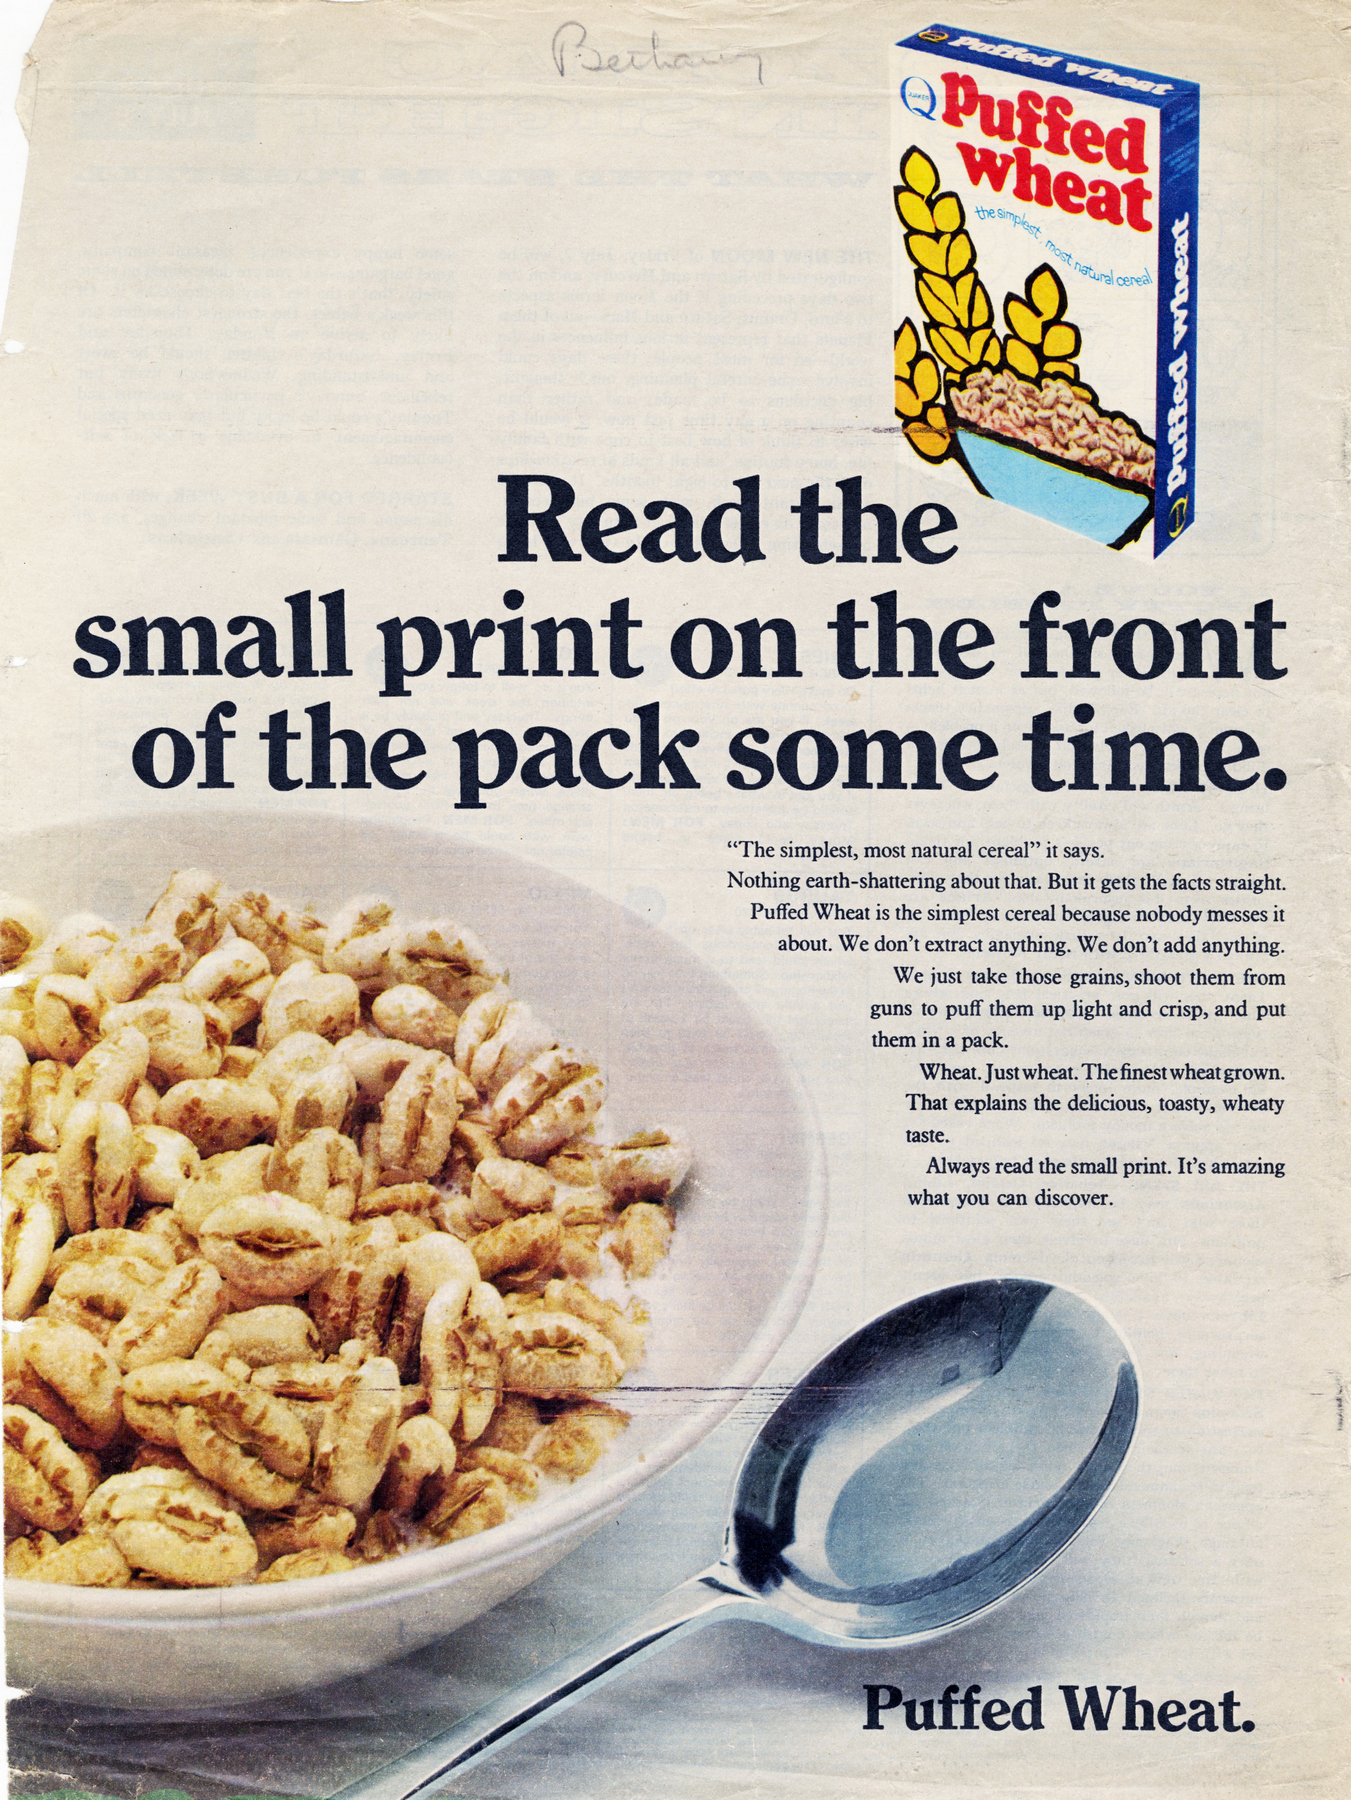 Bethany
Puffed wheat
QUAKER
Puffed
wheat
the simplest, most natural cereal
Puffed wheat
Read the
small print on the front
of the pack some time.
“The simplest, most natural cereal” it says.
Nothing earth-shattering about that. But it gets the facts straight.
Puffed Wheat is the simplest cereal because nobody messes it
about. We don’t extract anything. We don’t add anything.
We just take those grains, shoot them from
guns to puff them up light and crisp, and put
them in a pack.
Wheat. Just wheat. The finest wheat grown.
That explains the delicious, toasty, wheaty
taste.
Always read the small print. It’s amazing
what you can discover.
Puffed Wheat.